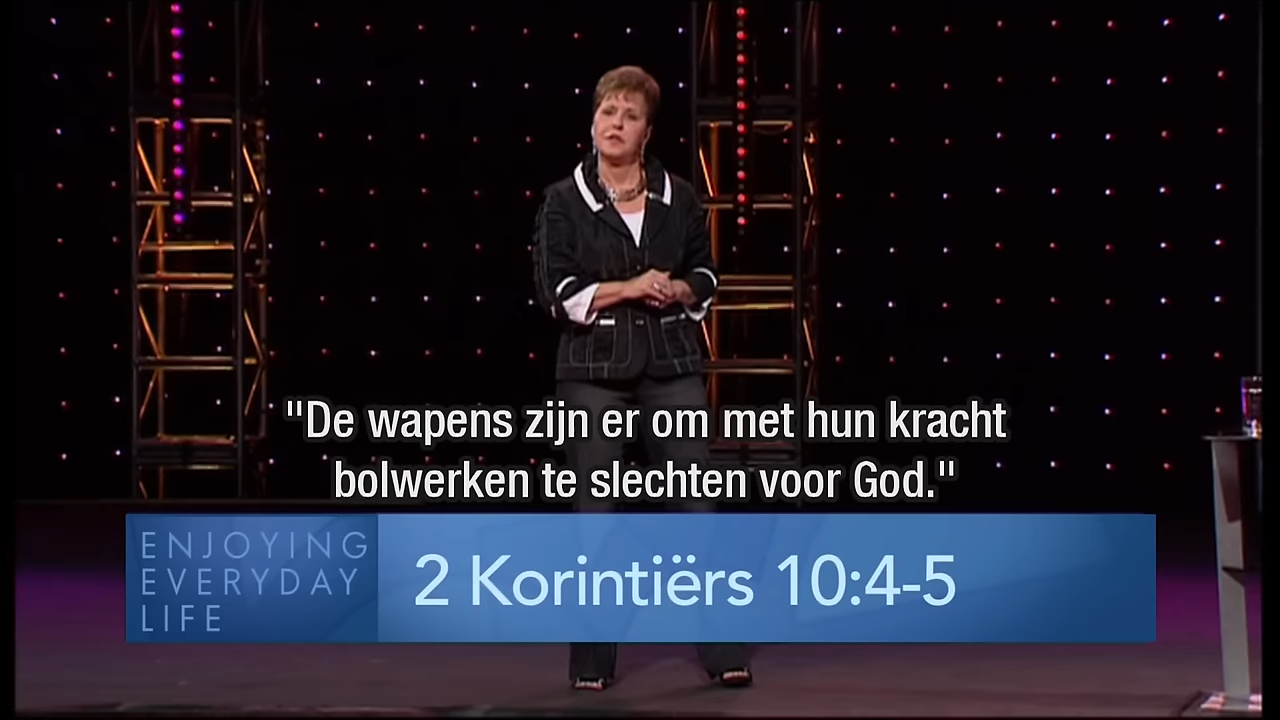 "De wapens zijn er om met hun kracht
bolwerken te slechten voor God."
ENJOYING
EVERYDAY
LIFE
2 Korintiërs 10:4-5